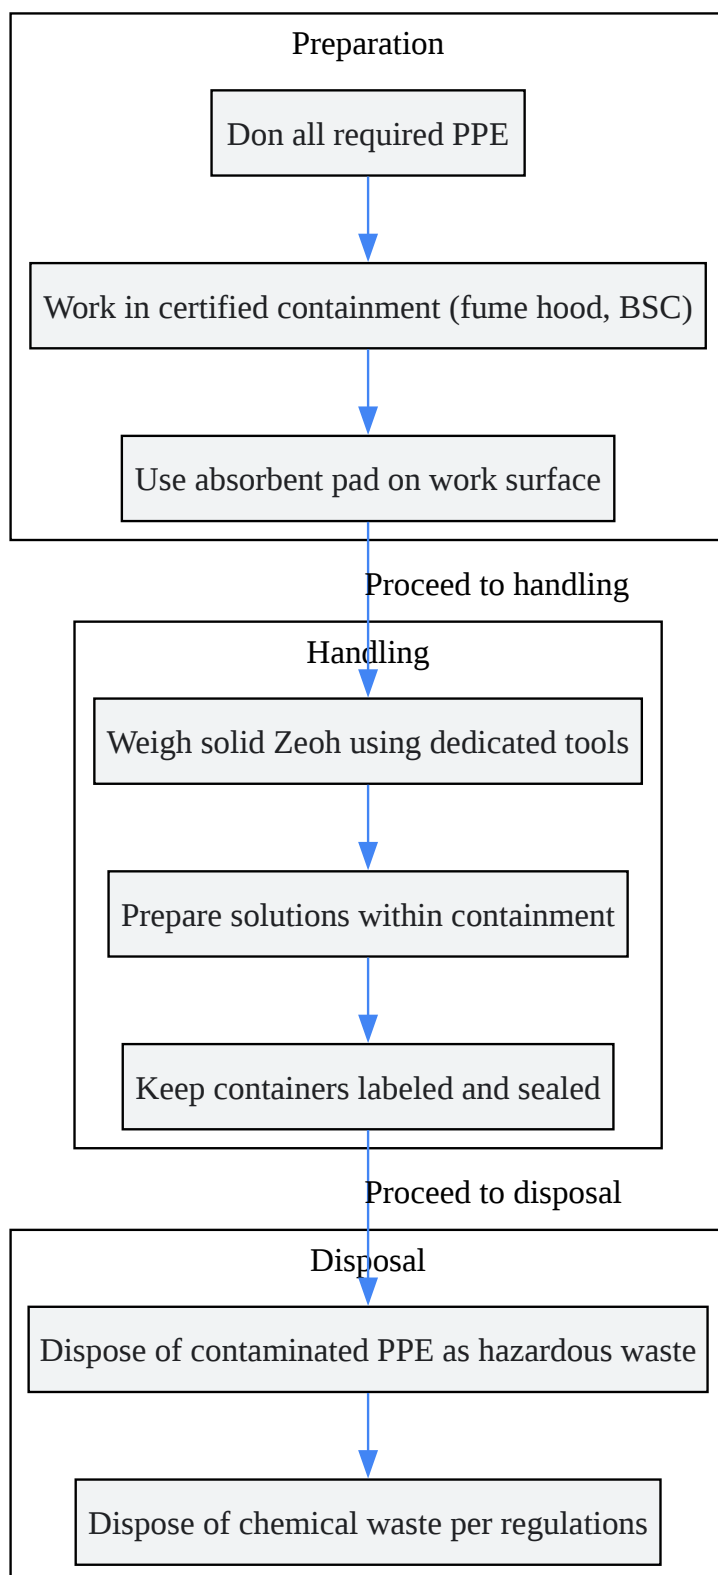 Preparation
Don all required PPE
Work in certified containment (fume hood, BSC)
Use absorbent pad on work surface
Proceed to handling
Handling
Weigh solid Zeoh using dedicated tools
Prepare solutions within containment
Keep containers labeled and sealed
Proceed to disposal
Disposal
Dispose of contaminated PPE as hazardous waste
Dispose of chemical waste per regulations